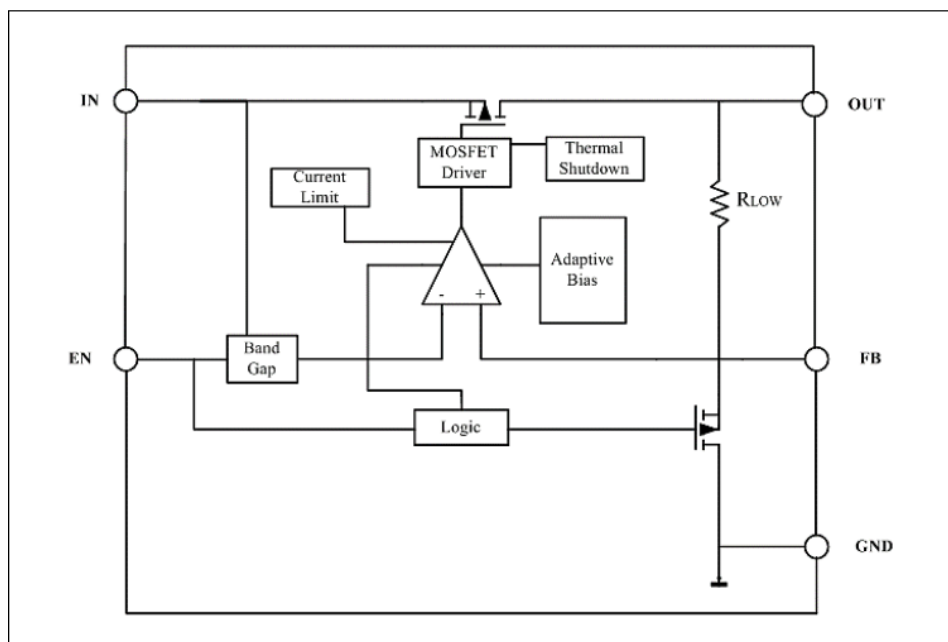 IN
OUT
MOSFET
Driver
Thermal
Shutdown
Current
Limit
RLOW
Adaptive
Bias
- +
EN
Band
Gap
FB
Logic
GND